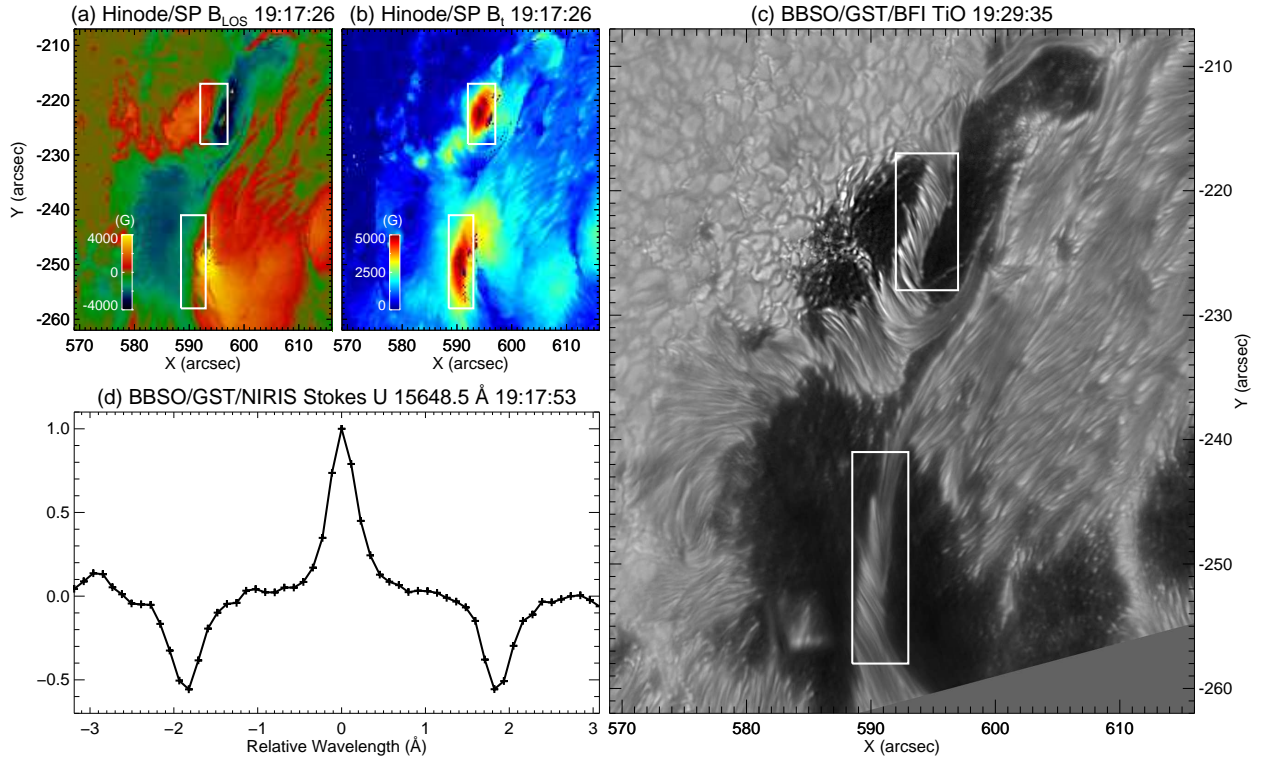 (a) Hinode/SP B_LOS 19:17:26
-210
-220
-230
-240
-250
-260
Y (arcsec)
(G)
4000
0
-4000
570 580 590 600 610
X (arcsec)
(b) Hinode/SP B_t 19:17:26
(G)
5000
2500
0
570 580 590 600 610
X (arcsec)
(c) BBSO/GST/BFI TiO 19:29:35
-210
-220
-230
-240
-250
-260
Y (arcsec)
570 580 590 600 610
X (arcsec)
(d) BBSO/GST/NIRIS Stokes U 15648.5 Å 19:17:53
1.0
0.5
0.0
−0.5
−3 −2 −1 0 1 2 3
Relative Wavelength (Å)